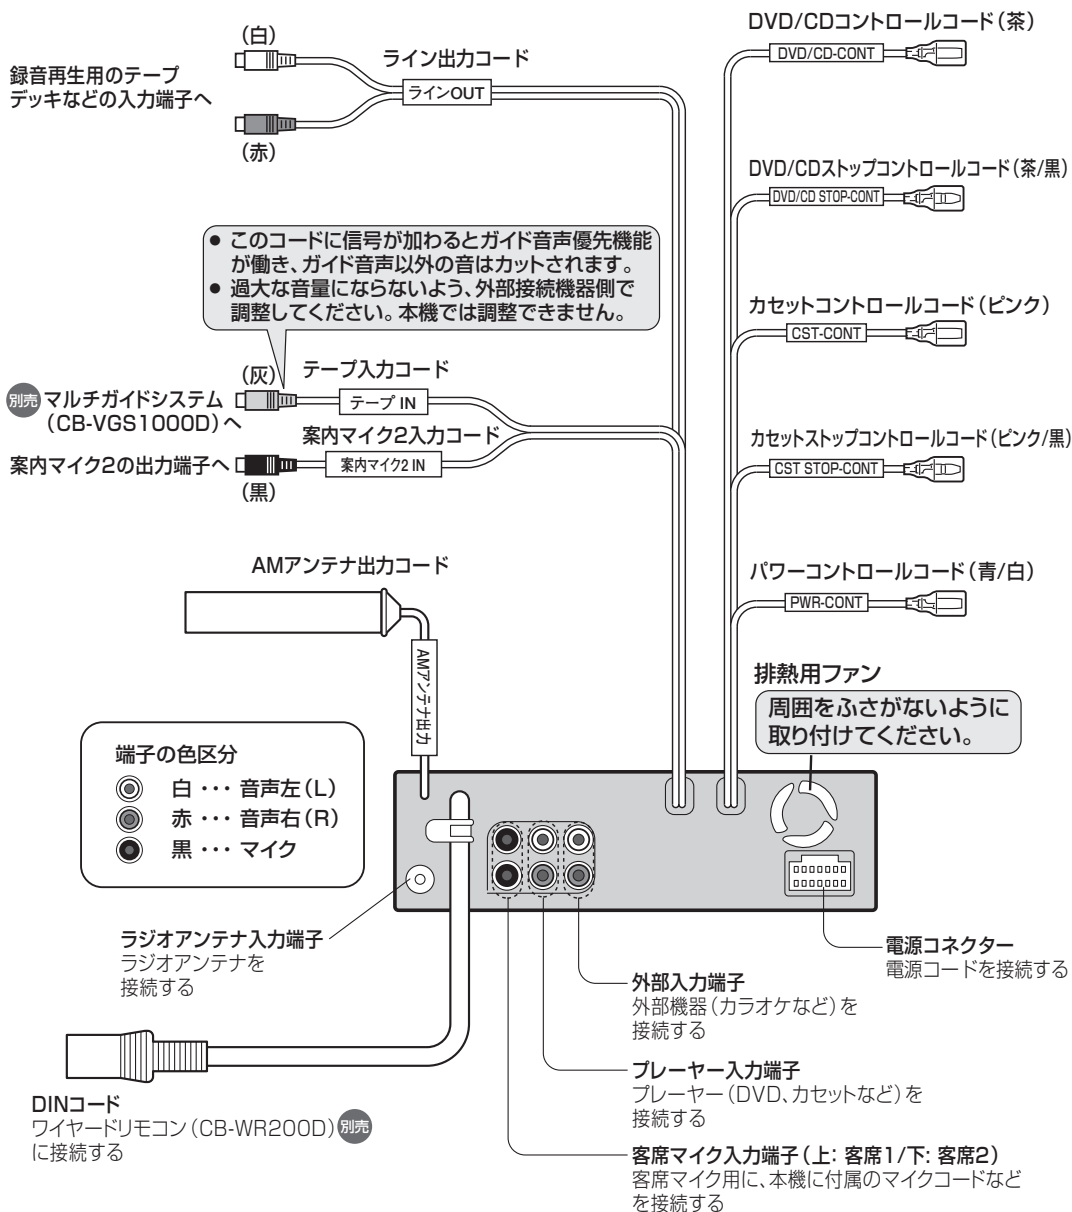 (白)
ライン出力コード
録音再生用のテープ
デッキなどの入力端子へ
ラインOUT
(赤)
● このコードに信号が加わるとガイド音声優先機能
が働き、ガイド音声以外の音はカットされます。
● 過大な音量にならないよう、外部接続機器側で
調整してください。本機では調整できません。
(灰)
テープ入力コード
別売 マルチガイドシステム
(CB-VGS1000D)へ
テープ IN
案内マイク2入力コード
案内マイク2の出力端子へ
案内マイク2 IN
(黒)
DVD/CDコントロールコード(茶)
DVD/CD-CONT
DVD/CDストップコントロールコード(茶/黒)
DVD/CD STOP-CONT
カセットコントロールコード(ピンク)
CST-CONT
カセットストップコントロールコード(ピンク/黒)
CST STOP-CONT
パワーコントロールコード(青/白)
PWR-CONT
AMアンテナ出力コード
AMアンテナ出力
排熱用ファン
周囲をふさがないように
取り付けてください。
端子の色区分
白 ・・・ 音声左(L)
赤 ・・・ 音声右(R)
黒 ・・・ マイク
ラジオアンテナ入力端子
ラジオアンテナを
接続する
電源コネクター
電源コードを接続する
外部入力端子
外部機器(カラオケなど)を
接続する
プレーヤー入力端子
プレーヤー(DVD、カセットなど)を
接続する
DINコード
ワイヤードリモコン(CB-WR200D) 別売
に接続する
客席マイク入力端子(上: 客席1/下: 客席2)
客席マイク用に、本機に付属のマイクコードなど
を接続する